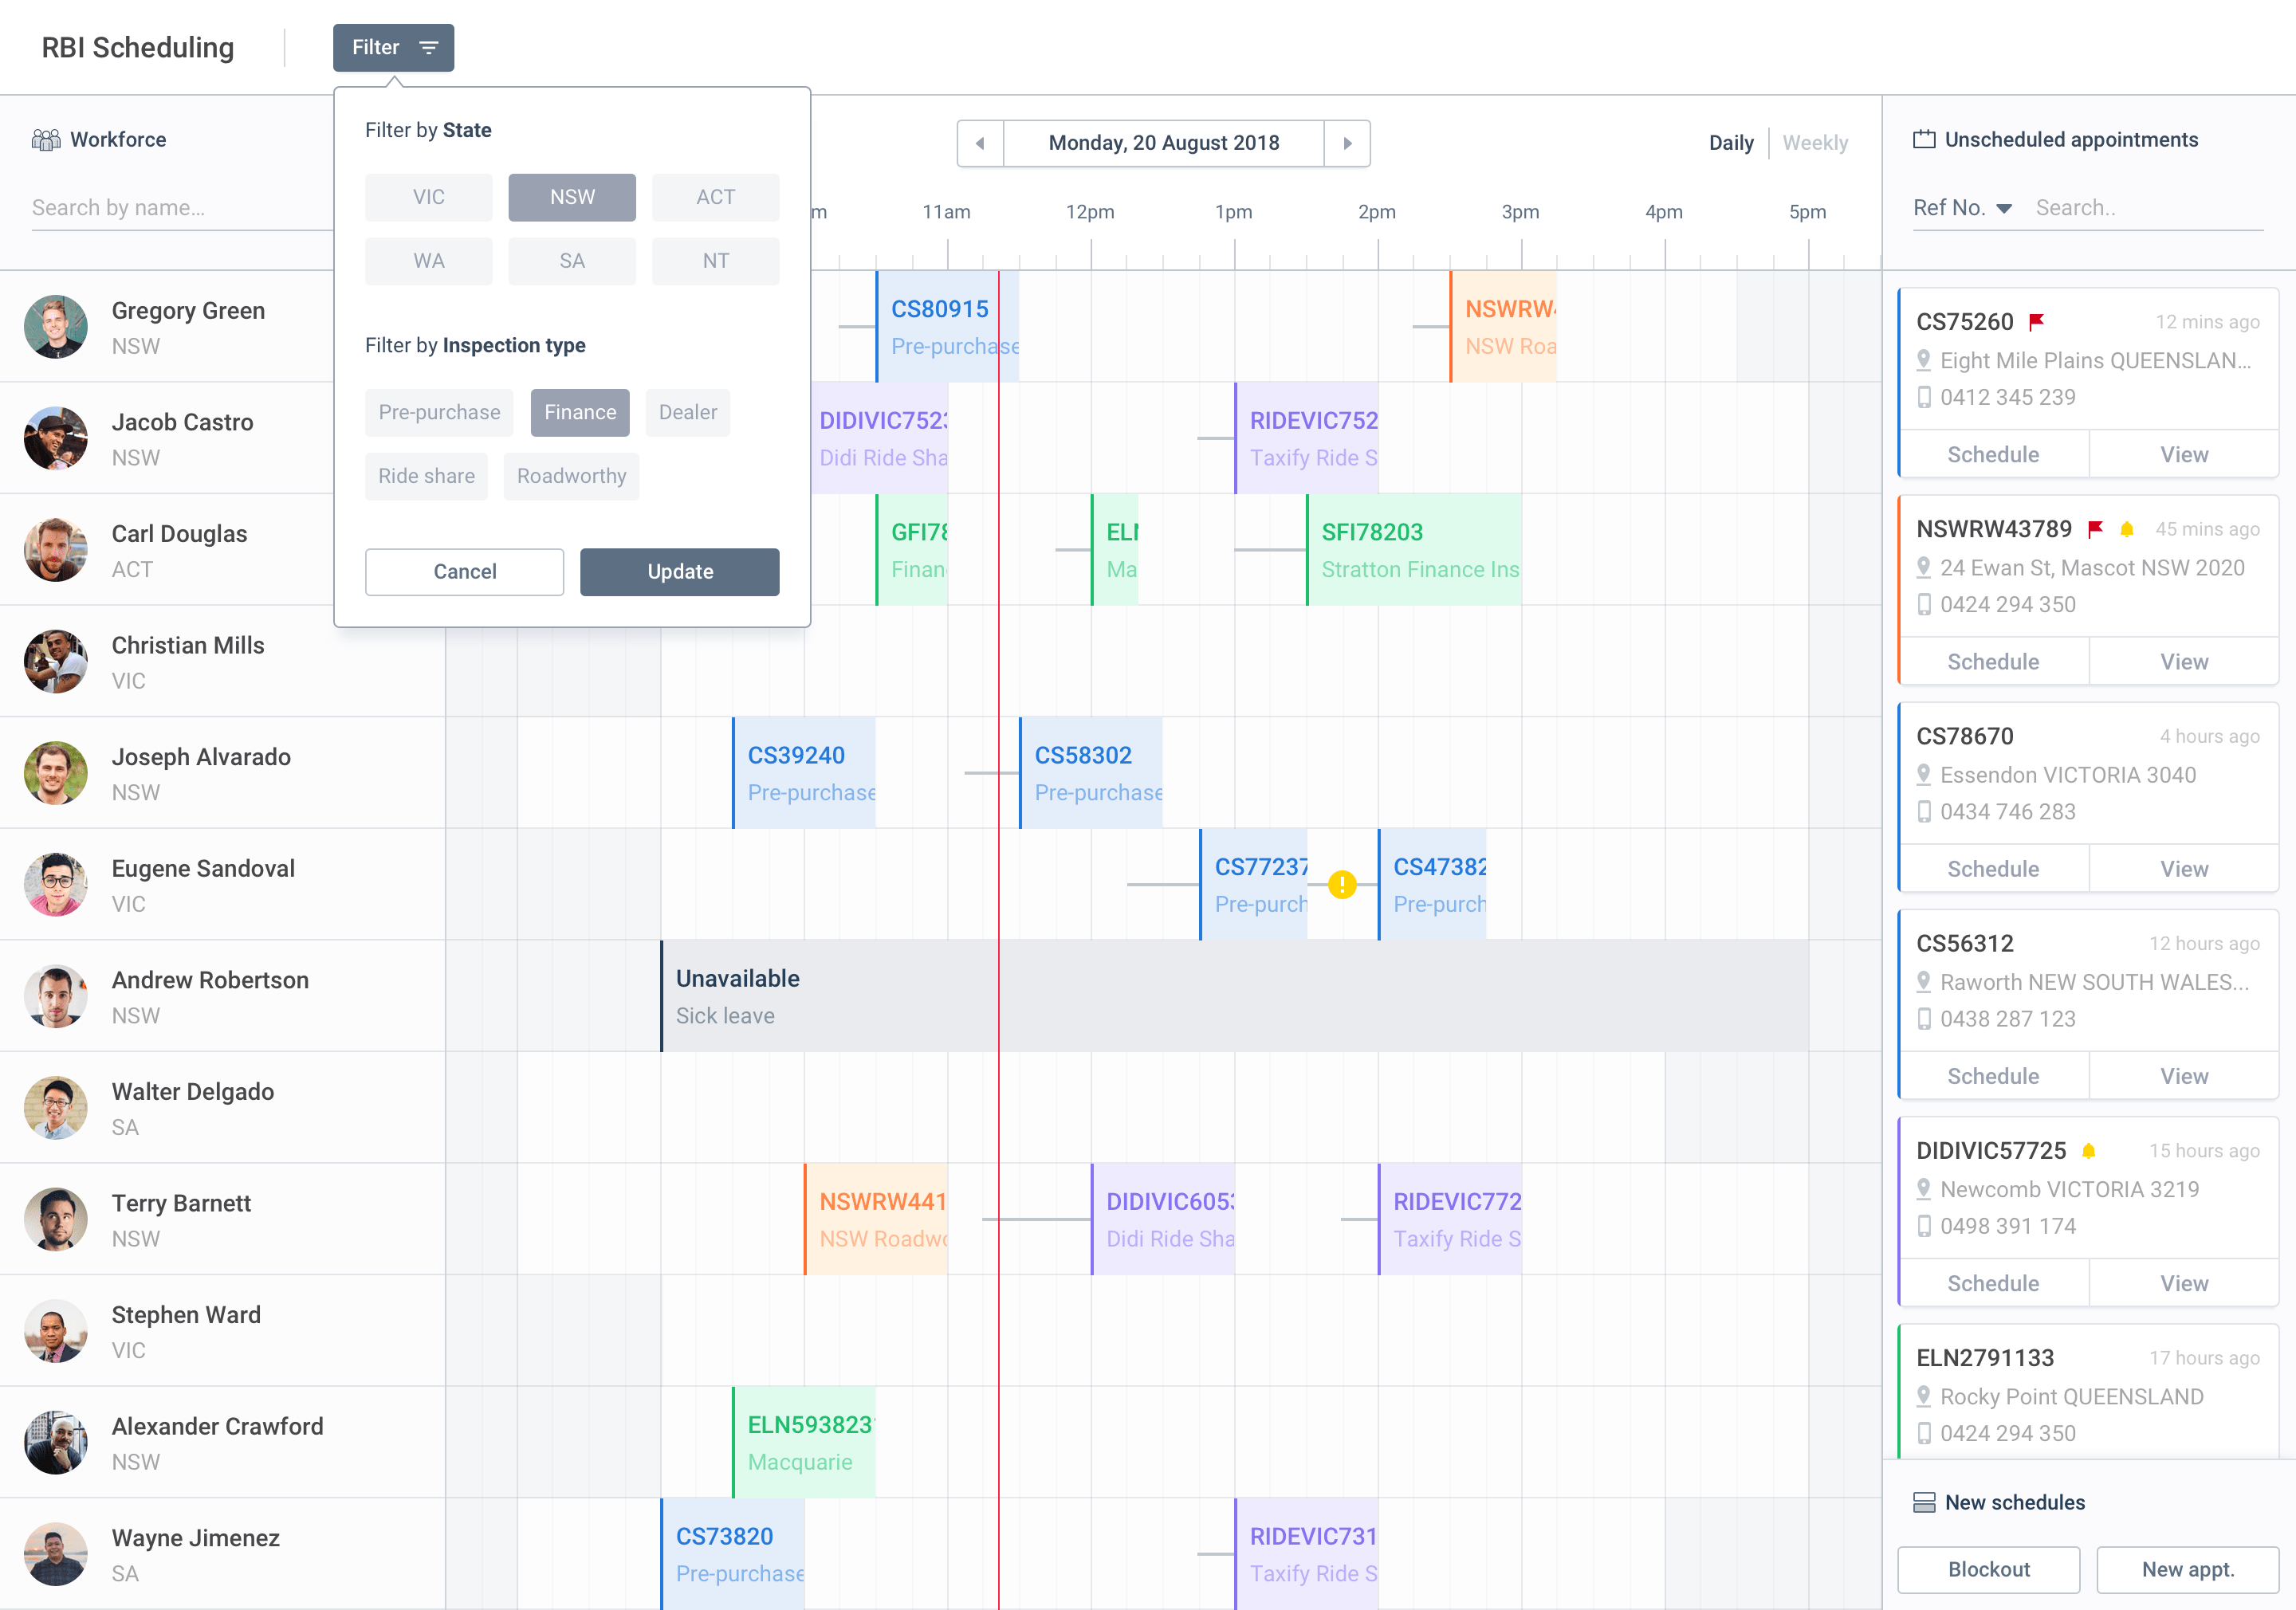 RBI Scheduling
Filter
Workforce
Search by name...
Filter by State
VIC
NSW
ACT
WA
SA
NT
Filter by Inspection type
Pre-purchase
Finance
Dealer
Ride share
Roadworthy
Cancel
Update
Monday, 20 August 2018
Daily
Weekly
m
11am
12pm
1pm
2pm
3pm
4pm
5pm
Gregory Green
NSW
CS80915
Pre-purchase
NSWRW
NSW Roa
Jacob Castro
NSW
DIDIVIC752
Didi Ride Sha
RIDEVIC752
Taxify Ride S
Carl Douglas
ACT
GFI78
Finan
EL
Ma
SFI78203
Stratton Finance Ins
Christian Mills
VIC
Joseph Alvarado
NSW
CS39240
Pre-purchase
CS58302
Pre-purchase
Eugene Sandoval
VIC
CS77237
Pre-purch
!
CS47382
Pre-purch
Andrew Robertson
NSW
Unavailable
Sick leave
Walter Delgado
SA
Terry Barnett
NSW
NSWRW441
NSW Roadwo
DIDIVIC605
Didi Ride Sha
RIDEVIC772
Taxify Ride S
Stephen Ward
VIC
Alexander Crawford
NSW
ELN593823
Macquarie
Wayne Jimenez
SA
CS73820
Pre-purchase
RIDEVIC731
Taxify Ride S
Unscheduled appointments
Ref No.
Search..
CS75260
12 mins ago
Eight Mile Plains QUEENSLAN...
0412 345 239
Schedule
View
NSWRW43789
45 mins ago
24 Ewan St, Mascot NSW 2020
0424 294 350
Schedule
View
CS78670
4 hours ago
Essendon VICTORIA 3040
0434 746 283
Schedule
View
CS56312
12 hours ago
Raworth NEW SOUTH WALES...
0438 287 123
Schedule
View
DIDIVIC57725
15 hours ago
Newcomb VICTORIA 3219
0498 391 174
Schedule
View
ELN2791133
17 hours ago
Rocky Point QUEENSLAND
0424 294 350
New schedules
Blockout
New appt.